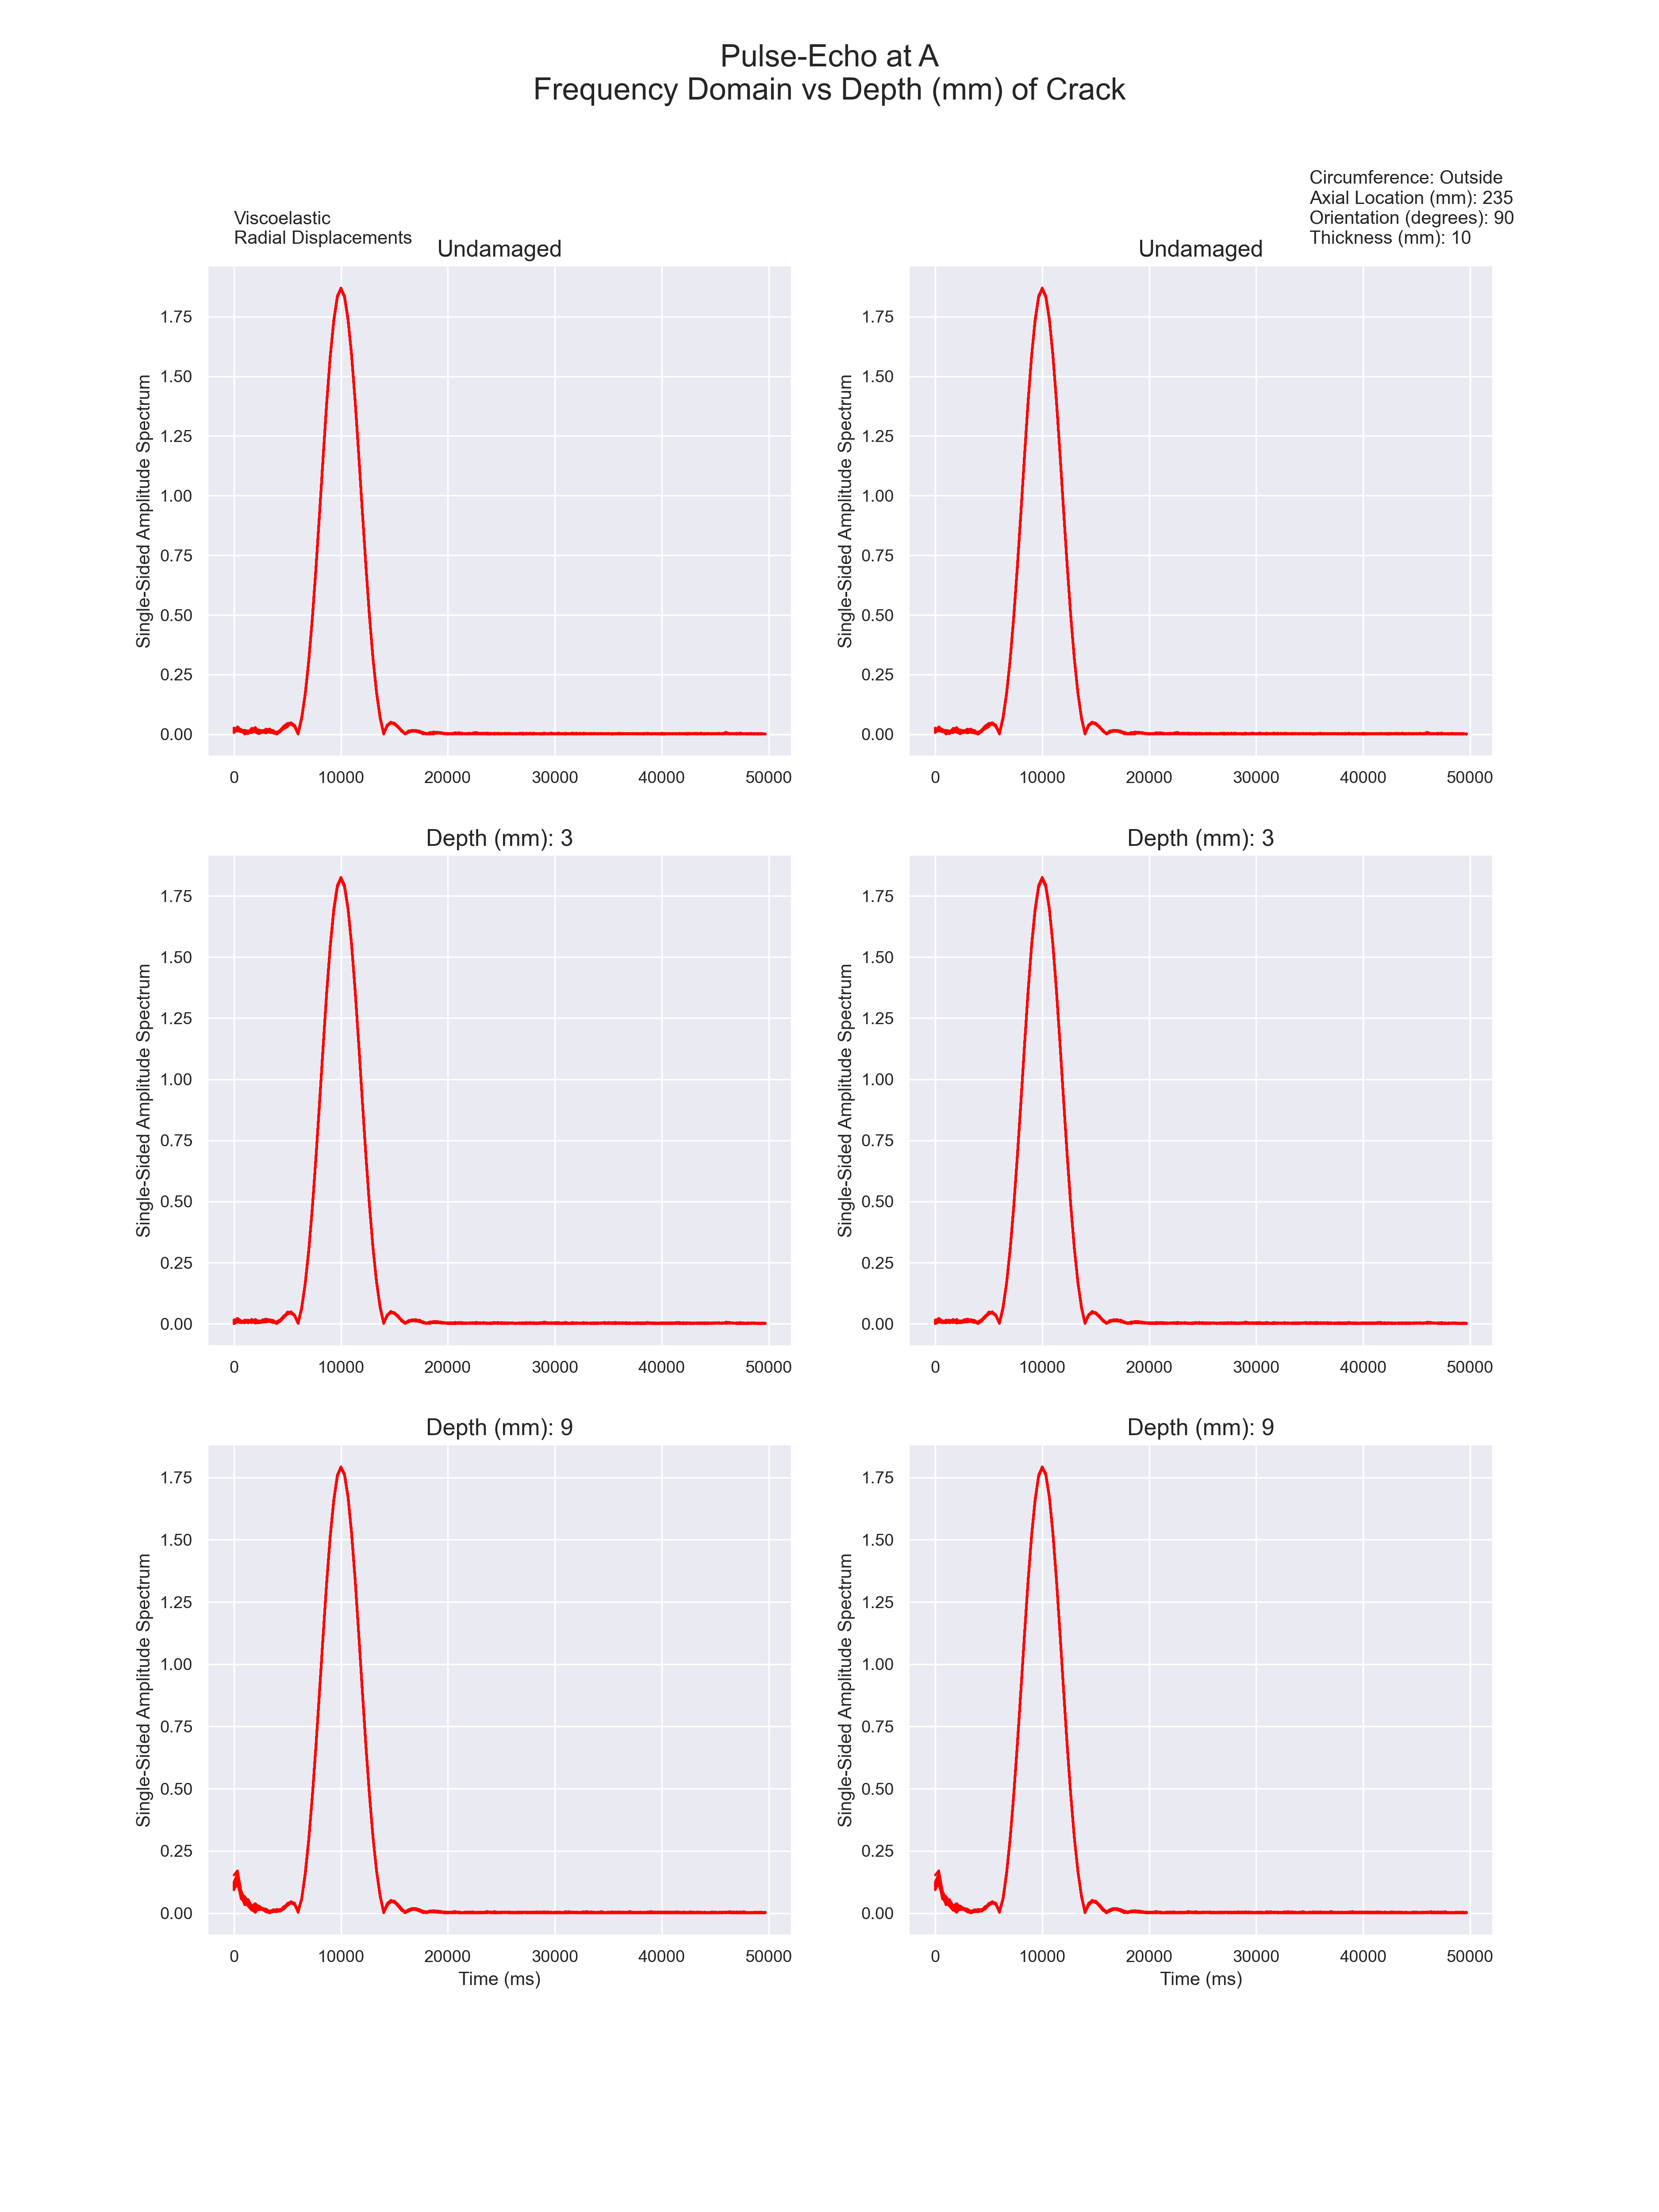 Pulse-Echo at A
Frequency Domain vs Depth (mm) of Crack
Viscoelastic
Radial Displacements
Circumference: Outside
Axial Location (mm): 235
Orientation (degrees): 90
Thickness (mm): 10
Undamaged
Single-Sided Amplitude Spectrum
1.75
1.50
1.25
1.00
0.75
0.50
0.25
0.00
0 10000 20000 30000 40000 50000
Undamaged
Single-Sided Amplitude Spectrum
1.75
1.50
1.25
1.00
0.75
0.50
0.25
0.00
0 10000 20000 30000 40000 50000
Depth (mm): 3
Single-Sided Amplitude Spectrum
1.75
1.50
1.25
1.00
0.75
0.50
0.25
0.00
0 10000 20000 30000 40000 50000
Depth (mm): 3
Single-Sided Amplitude Spectrum
1.75
1.50
1.25
1.00
0.75
0.50
0.25
0.00
0 10000 20000 30000 40000 50000
Depth (mm): 9
Single-Sided Amplitude Spectrum
1.75
1.50
1.25
1.00
0.75
0.50
0.25
0.00
0 10000 20000 30000 40000 50000
Time (ms)
Depth (mm): 9
Single-Sided Amplitude Spectrum
1.75
1.50
1.25
1.00
0.75
0.50
0.25
0.00
0 10000 20000 30000 40000 50000
Time (ms)